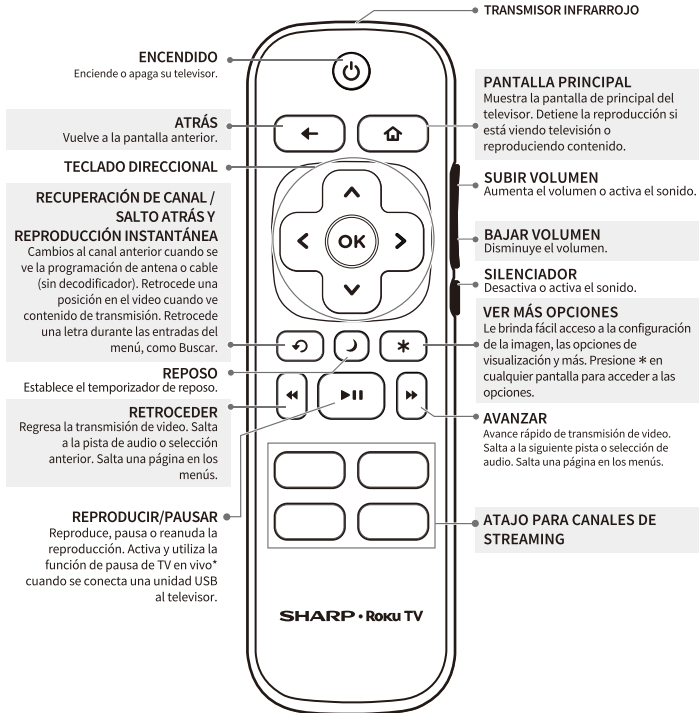 TRANSMISOR INFRARROJO
ENCENDIDO
Enciende o apaga su televisor.
ATRÁS
Vuelve a la pantalla anterior.
TECLADO DIRECCIONAL
RECUPERACIÓN DE CANAL /
SALTO ATRÁS Y
REPRODUCCIÓN INSTANTÁNEA
Cambios al canal anterior cuando se
ve la programación de antena o cable
(sin decodificador). Retrocede una
posición en el video cuando ve
contenido de transmisión. Retrocede
una letra durante las entradas del
menú, como Buscar.
REPOSO
Establece el temporizador de reposo.
RETROCEDER
Regresa la transmisión de video. Salta
a la pista de audio o selección
anterior. Salta una página en los
menús.
REPRODUCIR/PAUSAR
Reproduce, pausa o reanuda la
reproducción. Activa y utiliza la
función de pausa de TV en vivo*
cuando se conecta una unidad USB
al televisor.
OK
SHARP • Roku TV
PANTALLA PRINCIPAL
Muestra la pantalla de principal del
televisor. Detiene la reproducción si
está viendo televisión o
reproduciendo contenido.
SUBIR VOLUMEN
Aumenta el volumen o activa el sonido.
BAJAR VOLUMEN
Disminuye el volumen.
SILENCIADOR
Desactiva o activa el sonido.
VER MÁS OPCIONES
Le brinda fácil acceso a la configuración
de la imagen, las opciones de
visualización y más. Presione * en
cualquier pantalla para acceder a las
opciones.
AVANZAR
Avance rápido de transmisión de video.
Salta a la siguiente pista o selección de
audio. Salta una página en los menús.
ATAJO PARA CANALES DE
STREAMING